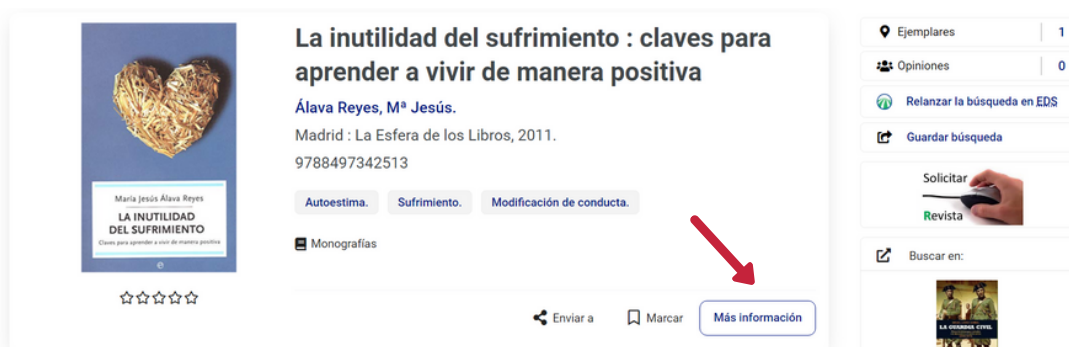 La inutilidad del sufrimiento : claves para
aprender a vivir de manera positiva
Álava Reyes, Mª Jesús.
Madrid : La Esfera de los Libros, 2011.
9788497342513
Autoestima. Sufrimiento. Modificación de conducta.
Monografías
María Jesús Álava Reyes
LA INUTILIDAD
DEL SUFRIMIENTO
Claves para aprender a vivir de manera positiva
e
Enviar a Marcar Más información
Ejemplares 1
Opiniones 0
Relanzar la búsqueda en EDS
Guardar búsqueda
Solicitar
Revista
Buscar en:
LA GUARDIA CIVIL